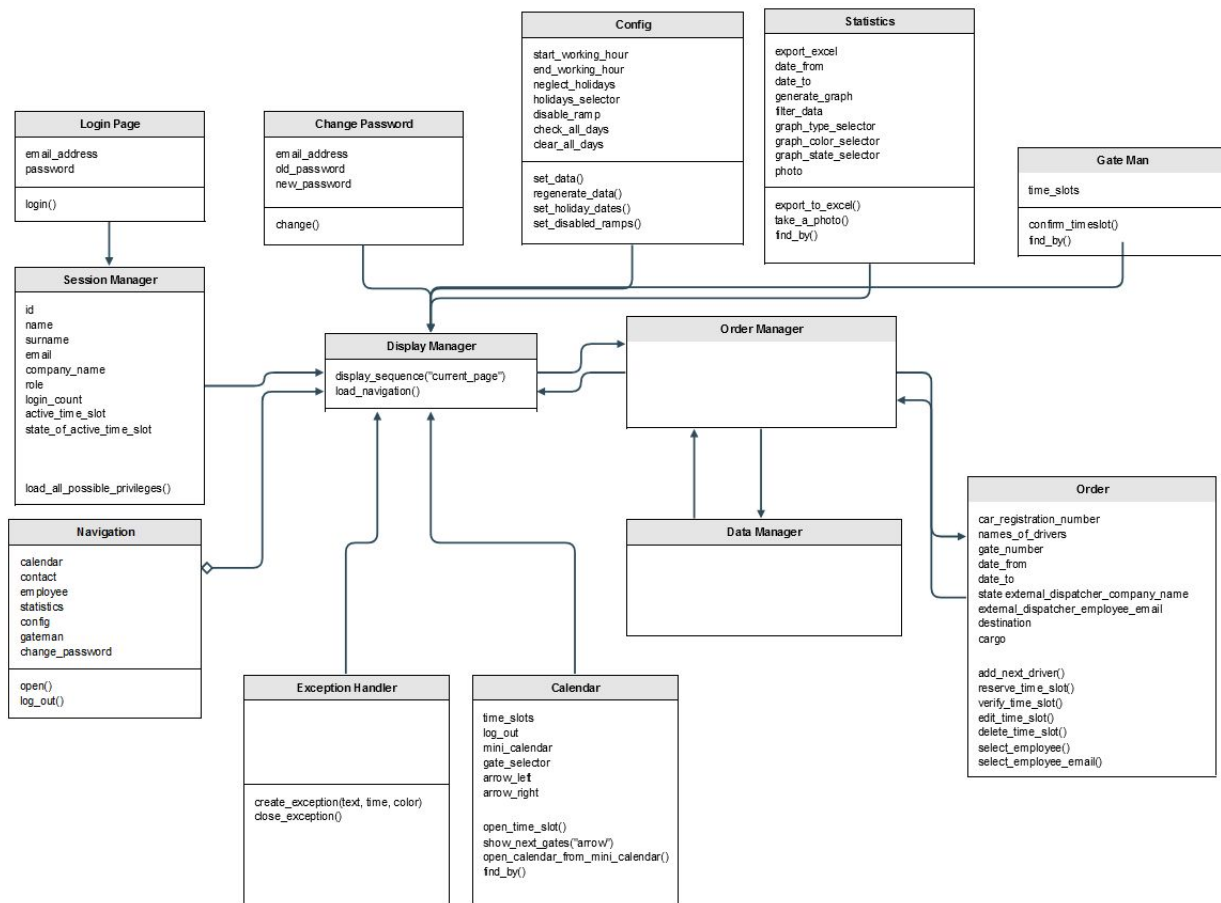 Config
start_working_hour
end_working_hour
neglect_holidays
holidays_selector
disable_ramp
check_all_days
clear_all_days
set_data()
regenerate_data()
set_holiday_dates()
set_disabled_ramps()
Statistics
export_excel
date_from
date_to
generate_graph
filter_data
graph_type_selector
graph_color_selector
graph_state_selector
photo
export_to_excel()
take_a_photo()
find_by()
Login Page
email_address
password
login()
Change Password
email_address
old_password
new_password
change()
Gate Man
time_slots
confirm_timeslot()
find_by()
Session Manager
id
name
surname
email
company_name
role
login_count
active_time_slot
state_of_active_time_slot
load_all_possible_privileges()
Display Manager
display_sequence("current_page")
load_navigation()
Order Manager
Navigation
calendar
contact
employee
statistics
config
gateman
change_password
open()
log_out()
Data Manager
Order
car_registration_number
names_of_drivers
gate_number
date_from
date_to
state external_dispatcher_company_name
external_dispatcher_employee_email
destination
cargo
add_next_driver()
reserve_time_slot()
verify_time_slot()
edit_time_slot()
delete_time_slot()
select_employee()
select_employee_email()
Exception Handler
create_exception(text, time, color)
close_exception()
Calendar
time_slots
log_out
mini_calendar
gate_selector
arrow_left
arrow_right
open_time_slot()
show_next_gates("arrow")
open_calendar_from_mini_calendar()
find_by()